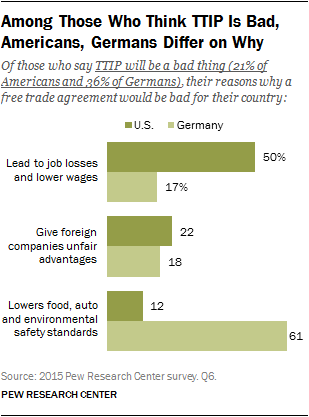 Among Those Who Think TTIP Is Bad,
Americans, Germans Differ on Why
Of those who say TTIP will be a bad thing (21% of
Americans and 36% of Germans), their reasons why a
free trade agreement would be bad for their country:
U.S. Germany
Lead to job losses
and lower wages
50%
17%
Give foreign
companies unfair
advantages
22
18
Lowers food, auto
and environmental
safety standards
12
61
Source: 2015 Pew Research Center survey. Q6.
PEW RESEARCH CENTER